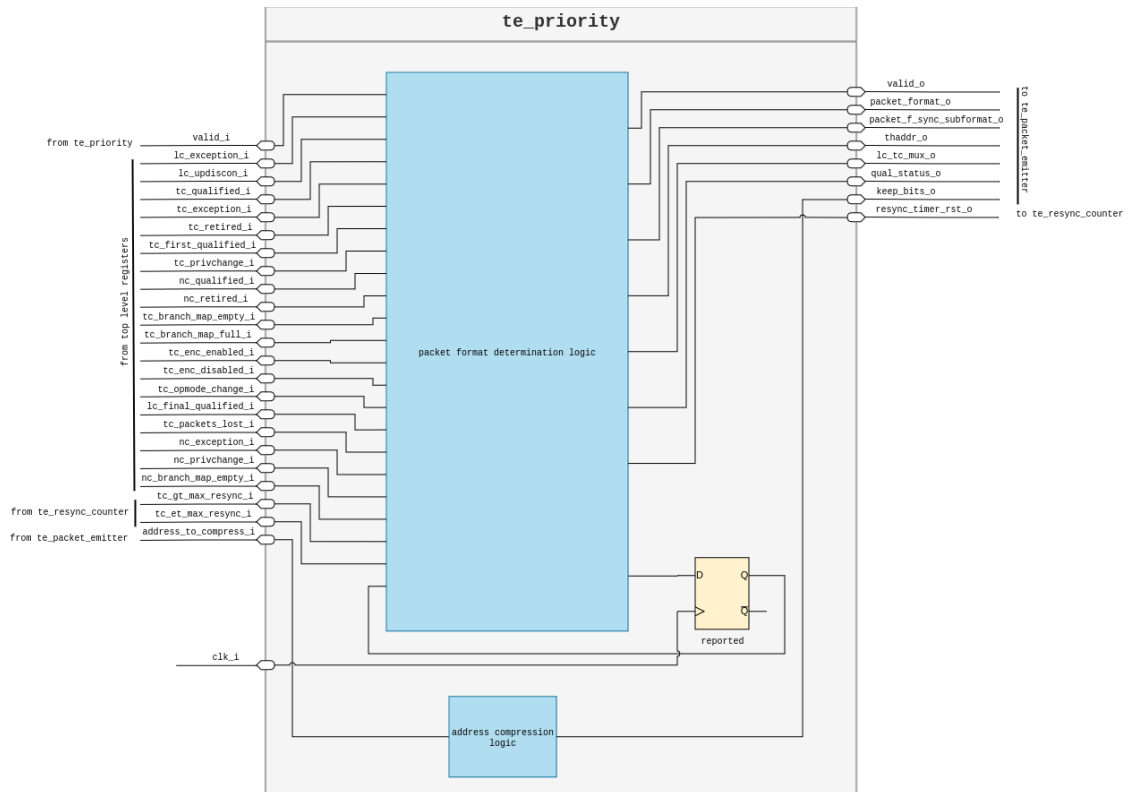 te_priority
from te_priority
valid_i
lc_exception_i
lc_updiscon_i
tc_qualified_i
tc_exception_i
tc_retired_i
tc_first_qualified_i
tc_privchange_i
nc_qualified_i
nc_retired_i
tc_branch_map_empty_i
tc_branch_map_full_i
tc_enc_enabled_i
tc_enc_disabled_i
tc_opmode_change_i
lc_final_qualified_i
tc_packets_lost_i
nc_exception_i
nc_privchange_i
nc_branch_map_empty_i
tc_gt_max_resync_i
tc_et_max_resync_i
address_to_compress_i
from top level registers
from te_resync_counter
from te_packet_emitter
clk_i
packet format determination logic
D
Q
Q
reported
address compression
logic
valid_o
packet_format_o
packet_f_sync_subformat_o
thaddr_o
lc_tc_mux_o
qual_status_o
keep_bits_o
resync_timer_rst_o
to te_packet_emitter
to te_resync_counter